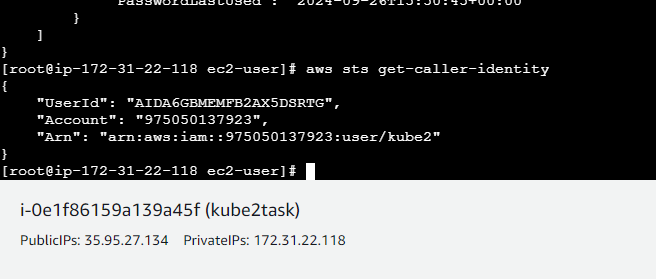 "PasswordLastUsed": "2024-09-26T15:50:45+00:00"
}
]
}
[root@ip-172-31-22-118 ec2-user]# aws sts get-caller-identity
{
"UserId": "AIDA6GBMEMFB2AX5DSRTG",
"Account": "975050137923",
"Arn": "arn:aws:iam::975050137923:user/kube2"
}
[root@ip-172-31-22-118 ec2-user]#
i-0e1f86159a139a45f (kube2task)
PublicIPs: 35.95.27.134 PrivateIPs: 172.31.22.118